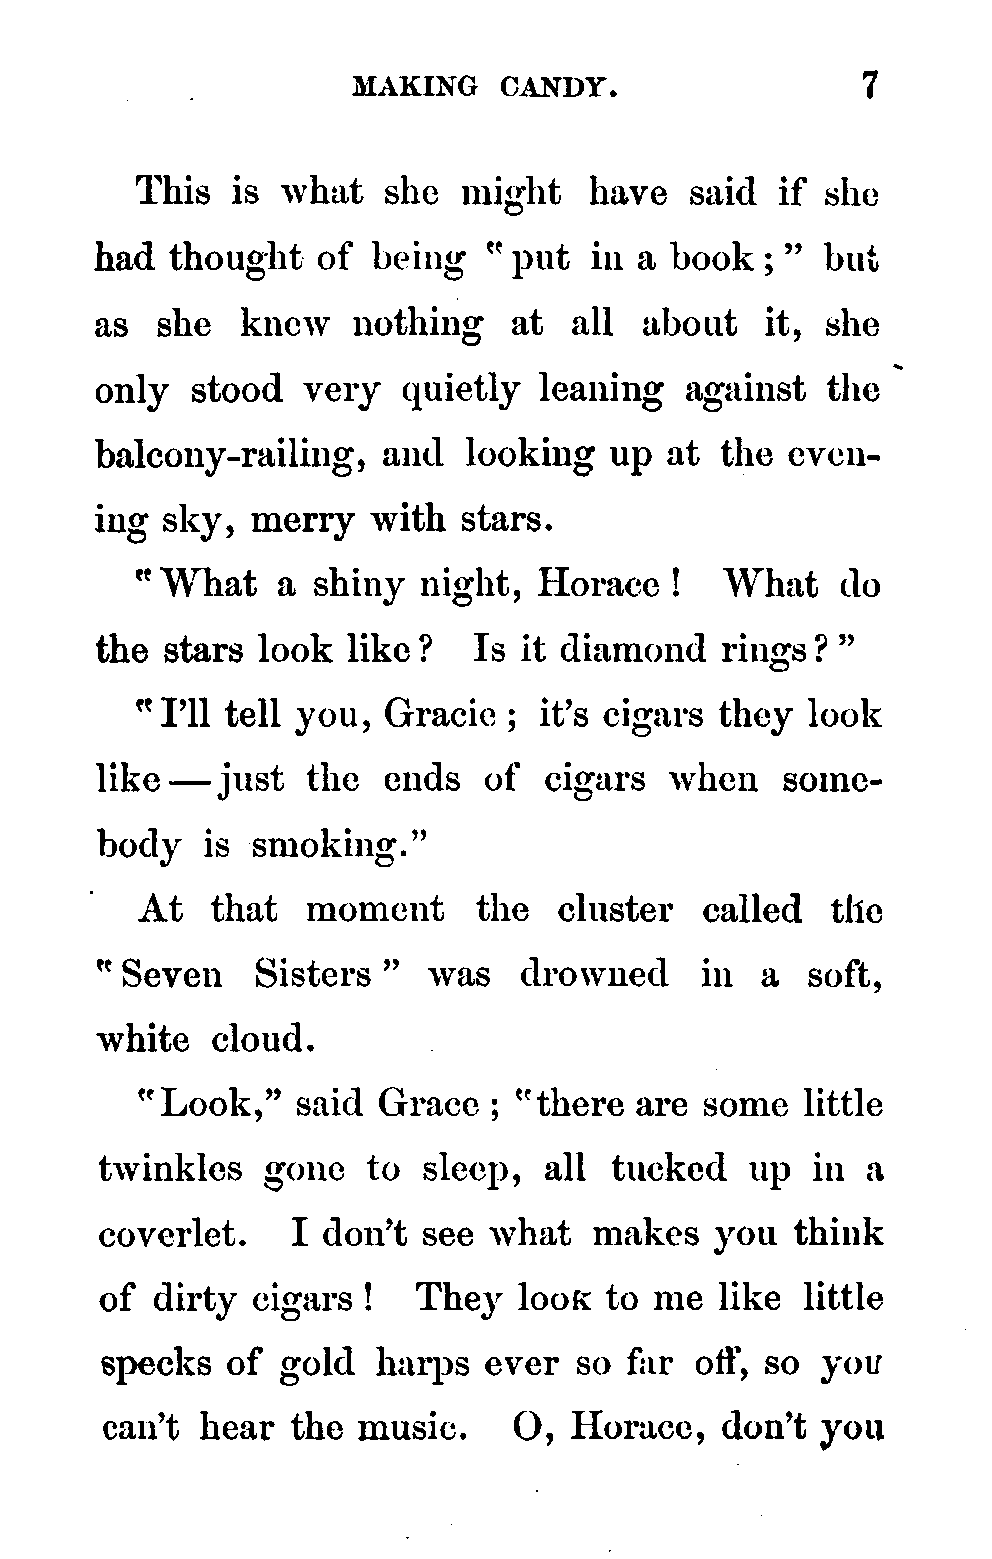 MAKING CANDY. 7
This is what she might have said if she
had thought of being "put in a book;" but
as she knew nothing at all about it, she
only stood very quietly leaning against the
balcony-railing, and looking up at the even-
ing sky, merry with stars.
"What a shiny night, Horace! What do
the stars look like? Is it diamond rings?"
"I'll tell you, Gracie; it's cigars they look
like—just the ends of cigars when some-
body is smoking."
At that moment the cluster called the
"Seven Sisters" was drowned in a soft,
white cloud.
"Look," said Grace; "there are some little
twinkles gone to sleep, all tucked up in a
coverlet. I don't see what makes you think
of dirty cigars! They look to me like little
specks of gold harps ever so far off, so you
can't hear the music. O, Horace, don't you